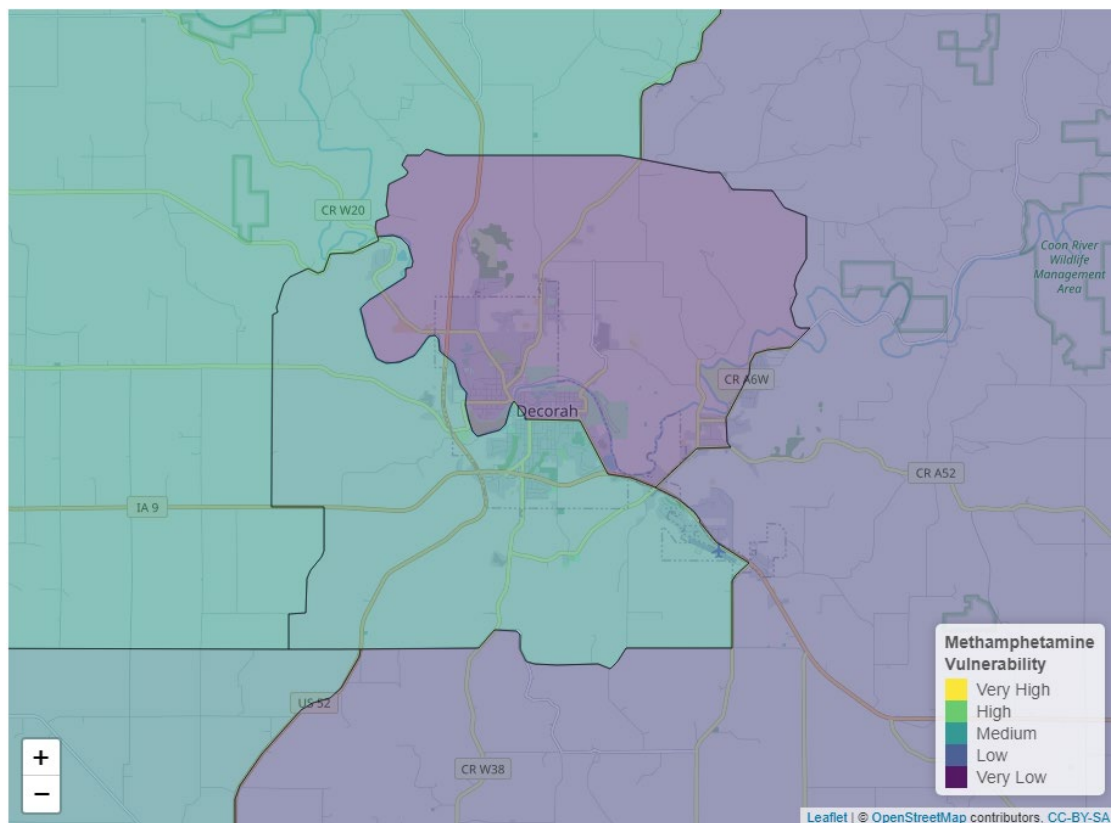 CR W20
Coon River
Wildlife
Management
Area
CR A6W
Decorah
CR A52
IA 9
US 52
CR W38
Methamphetamine
Vulnerability
Very High
High
Medium
Low
Very Low
+
−
Leaflet | © OpenStreetMap contributors, CC-BY-SA